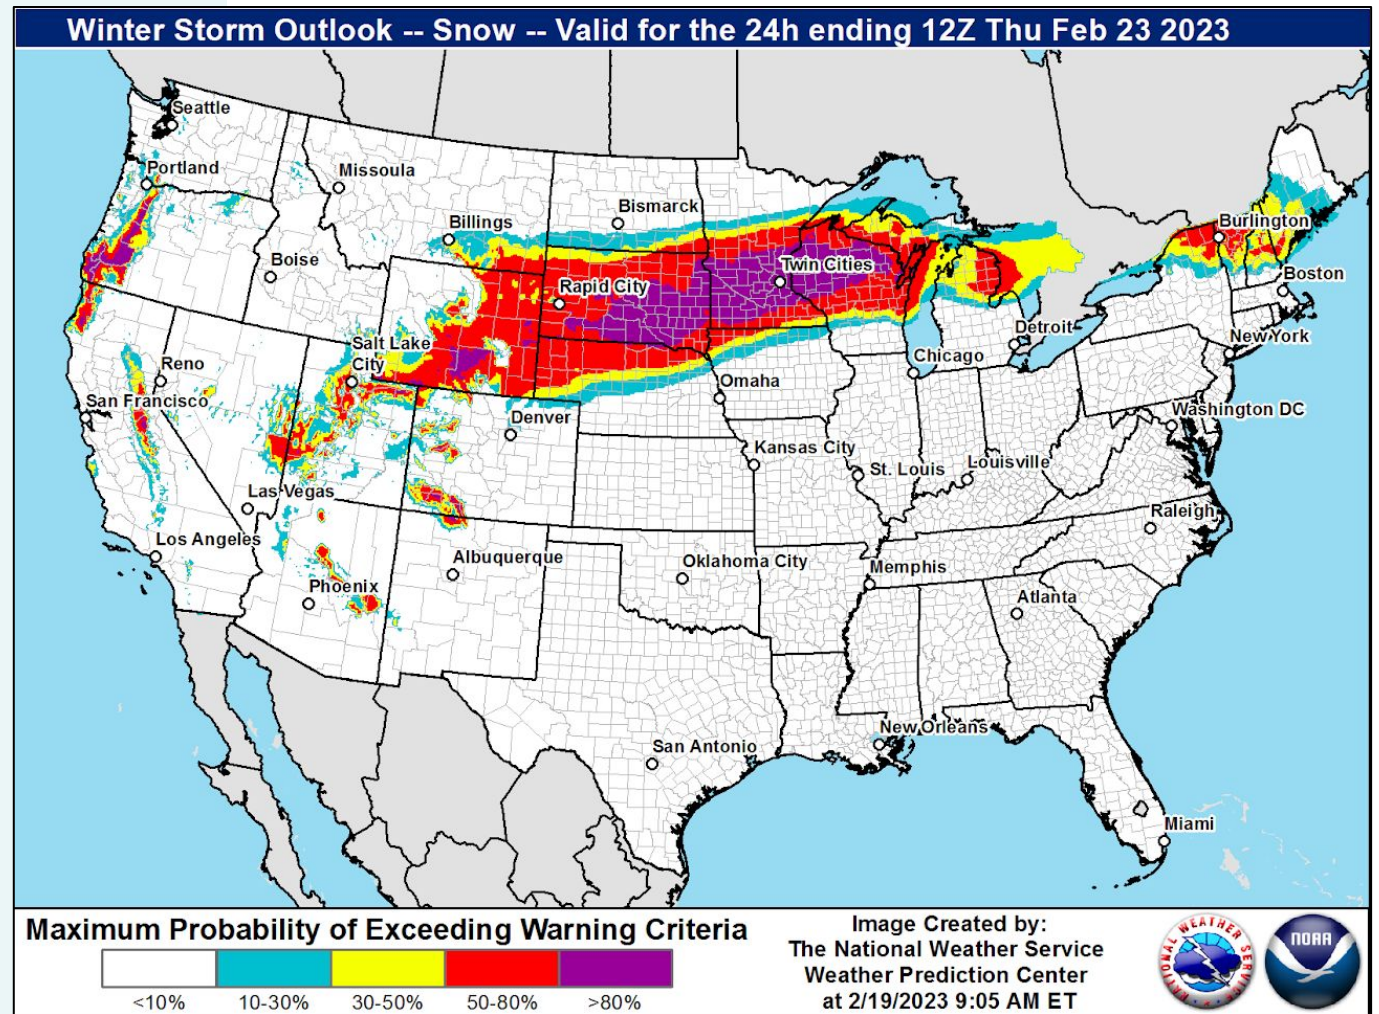 Winter Storm Outlook -- Snow -- Valid for the 24h ending 12Z Thu Feb 23 2023
Seattle
Portland
Missoula
Billings
Bismarck
Burlington
Boise
Twin Cities
Rapid City
Boston
Detroit
New York
Salt Lake
City
Reno
Chicago
Omaha
San Francisco
Denver
Washington DC
Kansas City
St. Louis
Louisville
Las Vegas
Raleigh
Los Angeles
Albuquerque
Oklahoma City
Memphis
Phoenix
Atlanta
New Orleans
San Antonio
Miami
Maximum Probability of Exceeding Warning Criteria
<10%
10-30%
30-50%
50-80%
>80%
Image Created by:
The National Weather Service
Weather Prediction Center
at 2/19/2023 9:05 AM ET
NATIONAL WEATHER SERVICE
NOAA